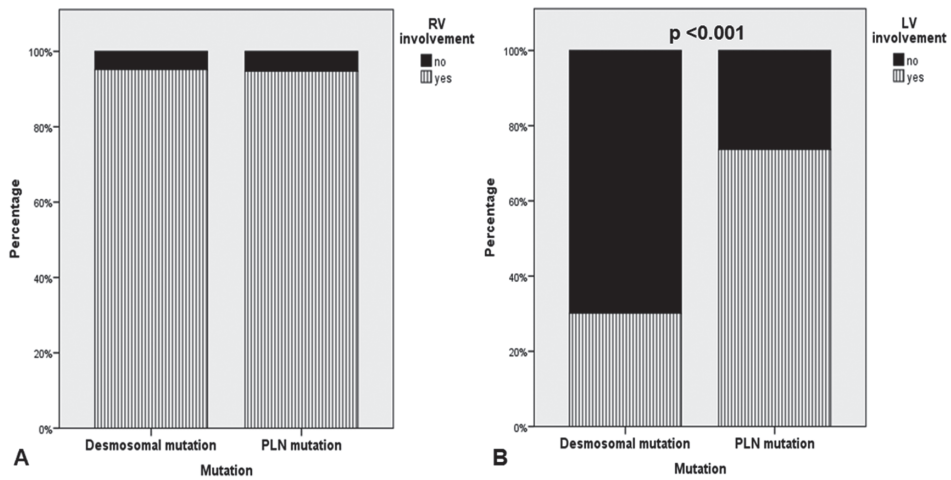 RV
involvement
no
yes
100%
80%
60%
40%
20%
0%
Percentage
Desmosomal mutation
PLN mutation
Mutation
A
p <0.001
LV
involvement
no
yes
100%
80%
60%
40%
20%
0%
Percentage
Desmosomal mutation
PLN mutation
Mutation
B